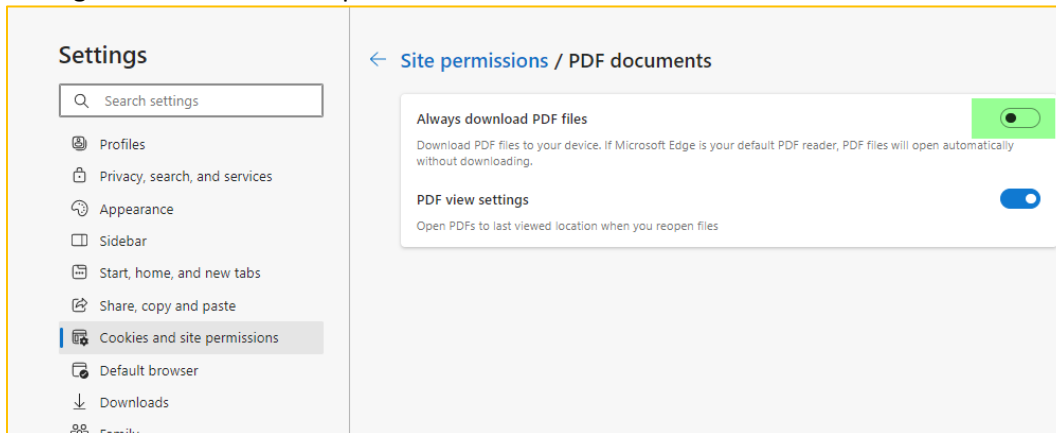 Settings
Search settings
Profiles
Privacy, search, and services
Appearance
Sidebar
Start, home, and new tabs
Share, copy and paste
Cookies and site permissions
Default browser
Downloads
Family
Site permissions / PDF documents
Always download PDF files
Download PDF files to your device. If Microsoft Edge is your default PDF reader, PDF files will open automatically
without downloading.
PDF view settings
Open PDFs to last viewed location when you reopen files